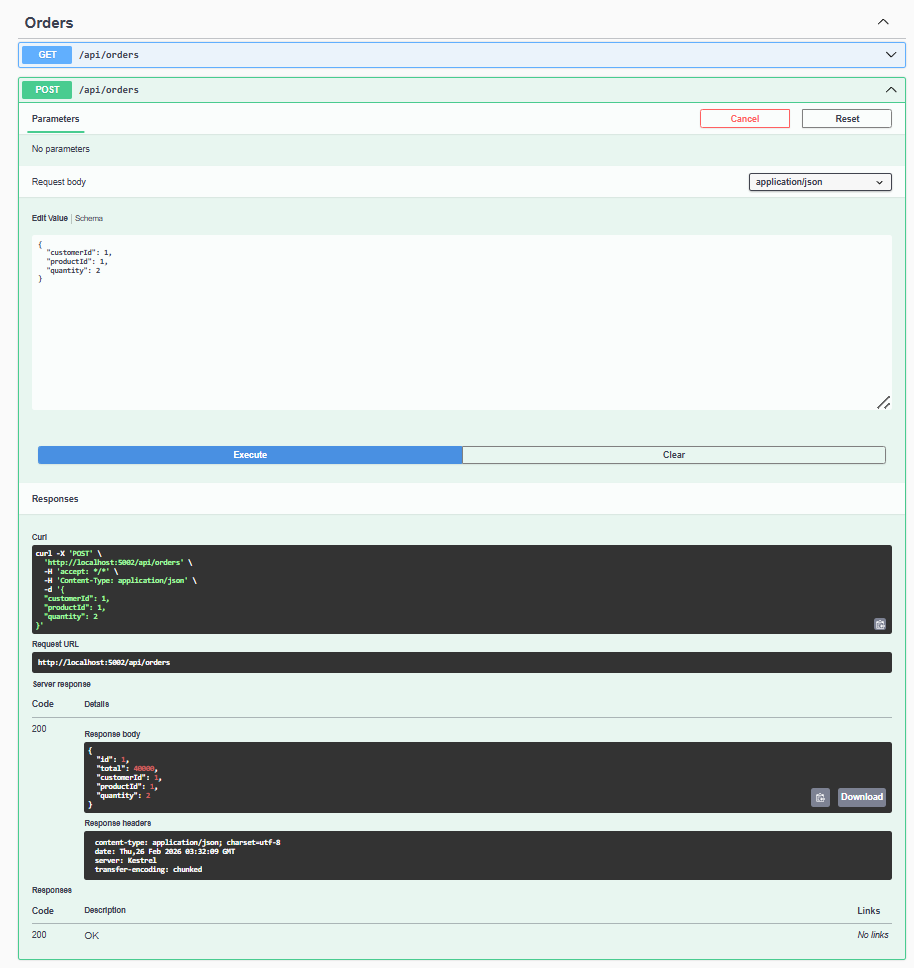 Orders
GET /api/orders
POST /api/orders
Parameters Cancel Reset
No parameters
Request body application/json
Edit Value | Schema
{
  "customerId": 1,
  "productId": 1,
  "quantity": 2
}
Execute Clear
Responses
Curl
curl -X 'POST' \
  'http://localhost:5002/api/orders' \
  -H 'accept: */*' \
  -H 'Content-Type: application/json' \
  -d '{
  "customerId": 1,
  "productId": 1,
  "quantity": 2
}'
Request URL
http://localhost:5002/api/orders
Server response
Code Details
200
Response body
{
  "id": 1,
  "total": 40000,
  "customerId": 1,
  "productId": 1,
  "quantity": 2
}
Download
Response headers
content-type: application/json; charset=utf-8
date: Thu,26 Feb 2026 03:32:09 GMT
server: Kestrel
transfer-encoding: chunked
Responses
Code Description Links
200 OK No links